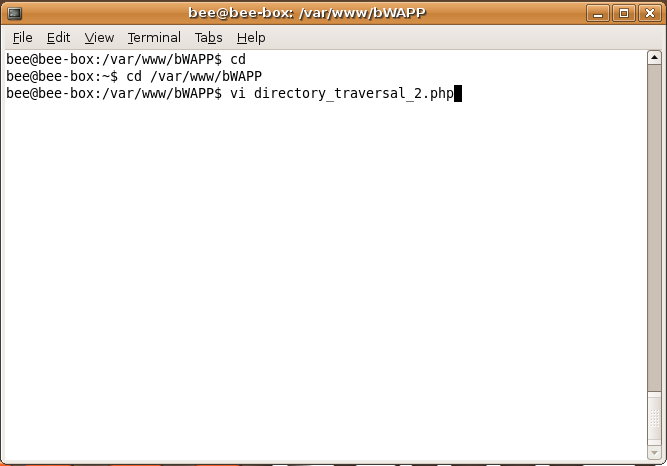 bee@bee-box: /var/www/bWAPP
File Edit View Terminal Tabs Help
bee@bee-box:/var/www/bWAPP$ cd
bee@bee-box:~$ cd /var/www/bWAPP
bee@bee-box:/var/www/bWAPP$ vi directory_traversal_2.php